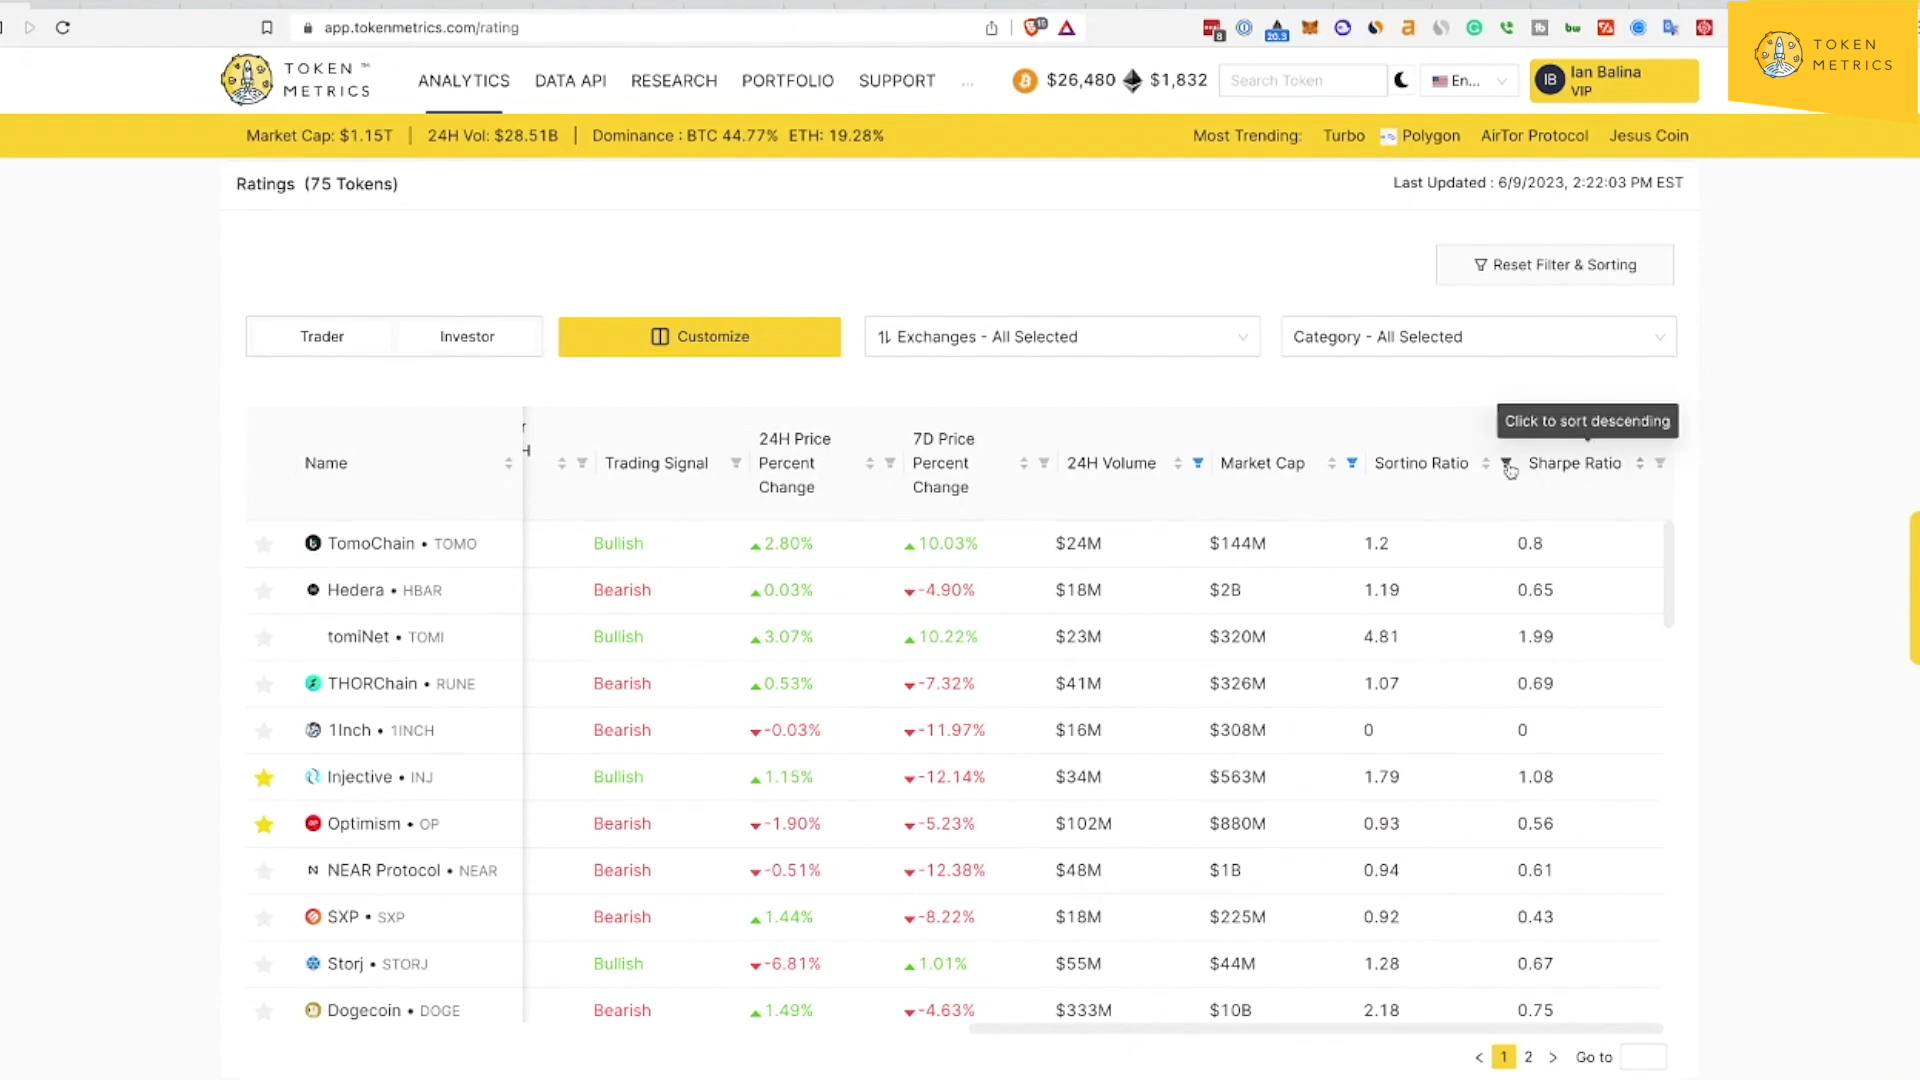 app.tokenmetrics.com/rating
TOKEN METRICS ™
ANALYTICS DATA API RESEARCH PORTFOLIO SUPPORT ... $26,480 $1,832 Search Token En... IB Ian Balina VIP
TOKEN METRICS
Market Cap: $1.15T | 24H Vol: $28.51B | Dominance : BTC 44.77% ETH: 19.28% Most Trending: Turbo Polygon AirTor Protocol Jesus Coin
Ratings (75 Tokens) Last Updated : 6/9/2023, 2:22:03 PM EST
Reset Filter & Sorting
Trader Investor Customize Exchanges - All Selected Category - All Selected
Click to sort descending
Name Trading Signal 24H Price Percent Change 7D Price Percent Change 24H Volume Market Cap Sortino Ratio Sharpe Ratio
TomoChain • TOMO Bullish 2.80% 10.03% $24M $144M 1.2 0.8
Hedera • HBAR Bearish 0.03% -4.90% $18M $2B 1.19 0.65
tomiNet • TOMI Bullish 3.07% 10.22% $23M $320M 4.81 1.99
THORChain • RUNE Bearish 0.53% -7.32% $41M $326M 1.07 0.69
1Inch • 1INCH Bearish -0.03% -11.97% $16M $308M 0 0
Injective • INJ Bullish 1.15% -12.14% $34M $563M 1.79 1.08
Optimism • OP Bearish -1.90% -5.23% $102M $880M 0.93 0.56
NEAR Protocol • NEAR Bearish -0.51% -12.38% $48M $1B 0.94 0.61
SXP • SXP Bearish 1.44% -8.22% $18M $225M 0.92 0.43
Storj • STORJ Bullish -6.81% 1.01% $55M $44M 1.28 0.67
Dogecoin • DOGE Bearish 1.49% -4.63% $333M $10B 2.18 0.75
< 1 2 > Go to